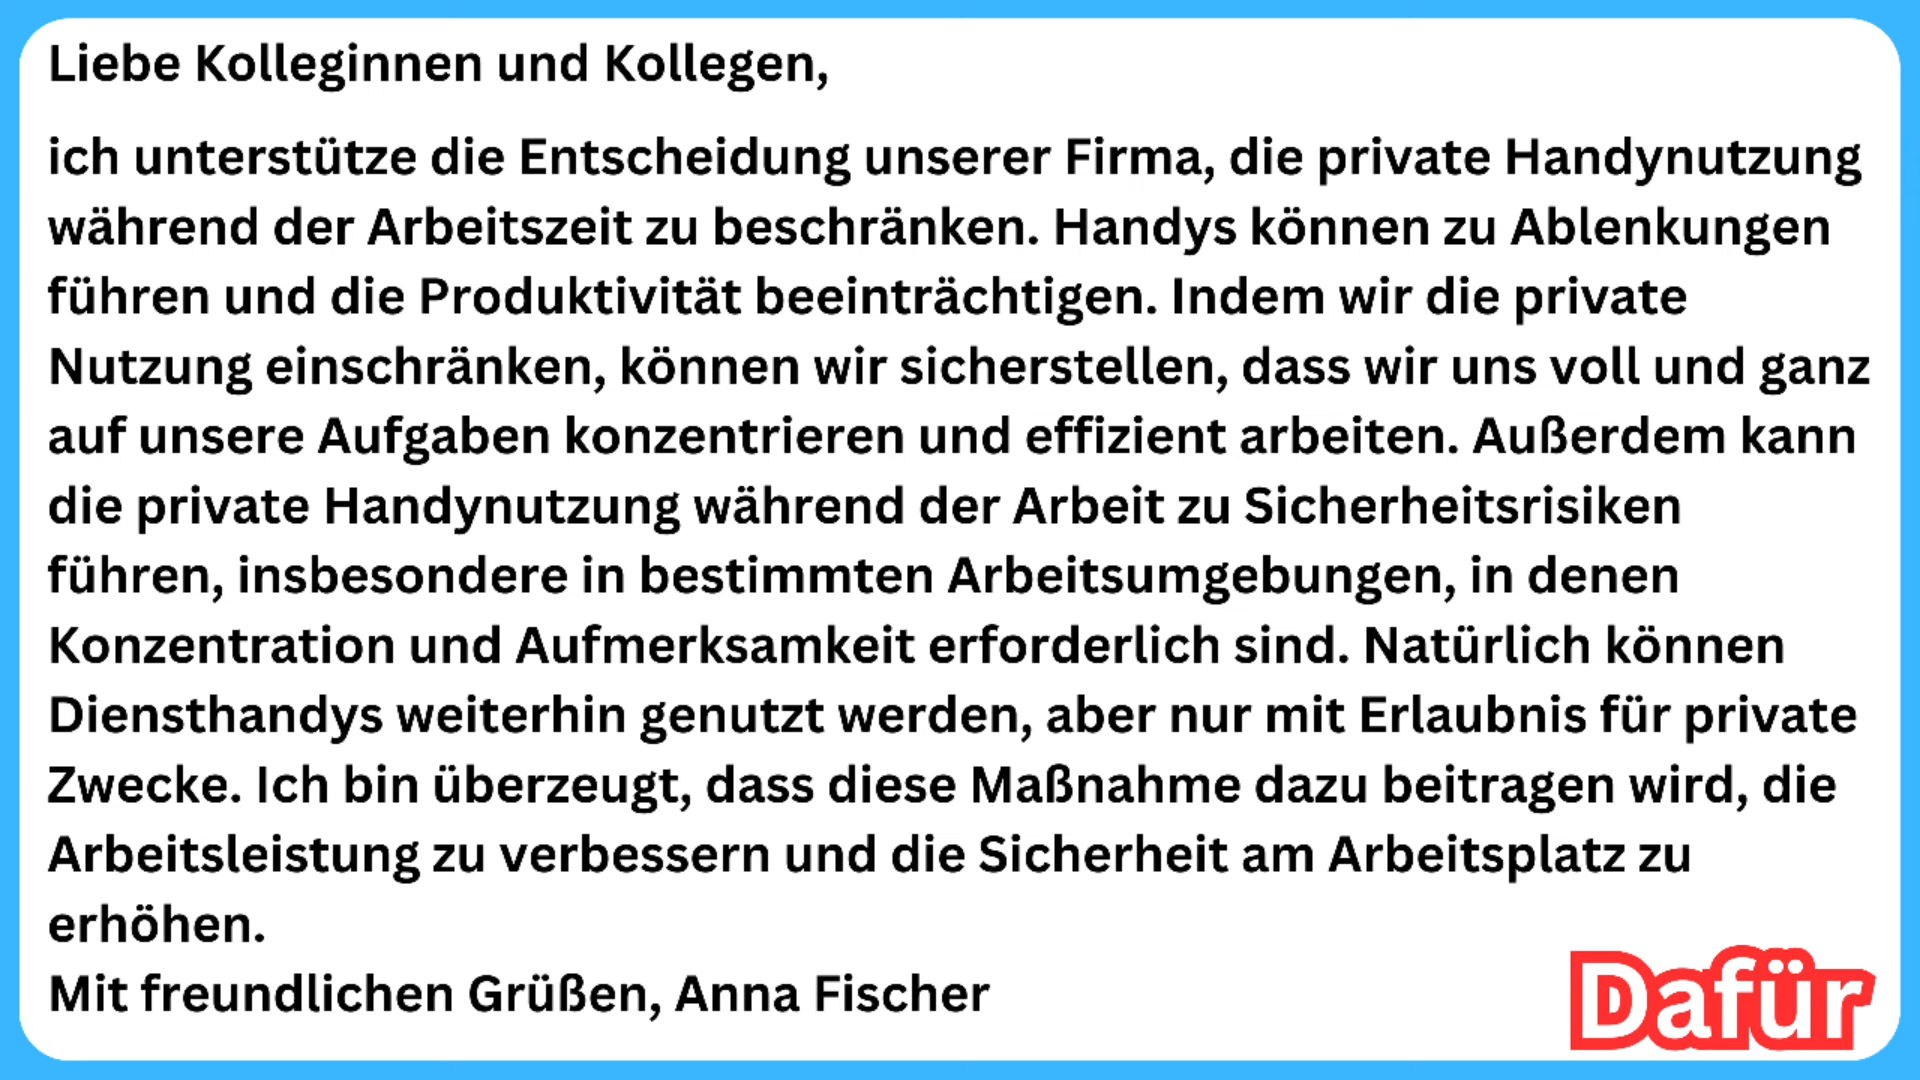 Liebe Kolleginnen und Kollegen,
ich unterstütze die Entscheidung unserer Firma, die private Handynutzung
während der Arbeitszeit zu beschränken. Handys können zu Ablenkungen
führen und die Produktivität beeinträchtigen. Indem wir die private
Nutzung einschränken, können wir sicherstellen, dass wir uns voll und ganz
auf unsere Aufgaben konzentrieren und effizient arbeiten. Außerdem kann
die private Handynutzung während der Arbeit zu Sicherheitsrisiken
führen, insbesondere in bestimmten Arbeitsumgebungen, in denen
Konzentration und Aufmerksamkeit erforderlich sind. Natürlich können
Diensthandys weiterhin genutzt werden, aber nur mit Erlaubnis für private
Zwecke. Ich bin überzeugt, dass diese Maßnahme dazu beitragen wird, die
Arbeitsleistung zu verbessern und die Sicherheit am Arbeitsplatz zu
erhöhen.
Mit freundlichen Grüßen, Anna Fischer
Dafür